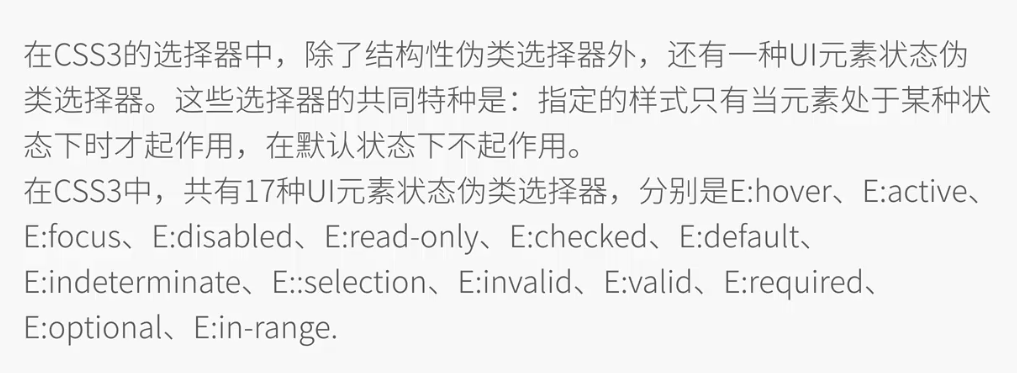 在CSS3的选择器中，除了结构性伪类选择器外，还有一种UI元素状态伪
类选择器。这些选择器的共同特种是：指定的样式只有当元素处于某种状
态下时才起作用，在默认状态下不起作用。
在CSS3中，共有17种UI元素状态伪类选择器，分别是E:hover、E:active、
E:focus、E:disabled、E:read-only、E:checked、E:default、
E:indeterminate、E::selection、E:invalid、E:valid、E:required、
E:optional、E:in-range.